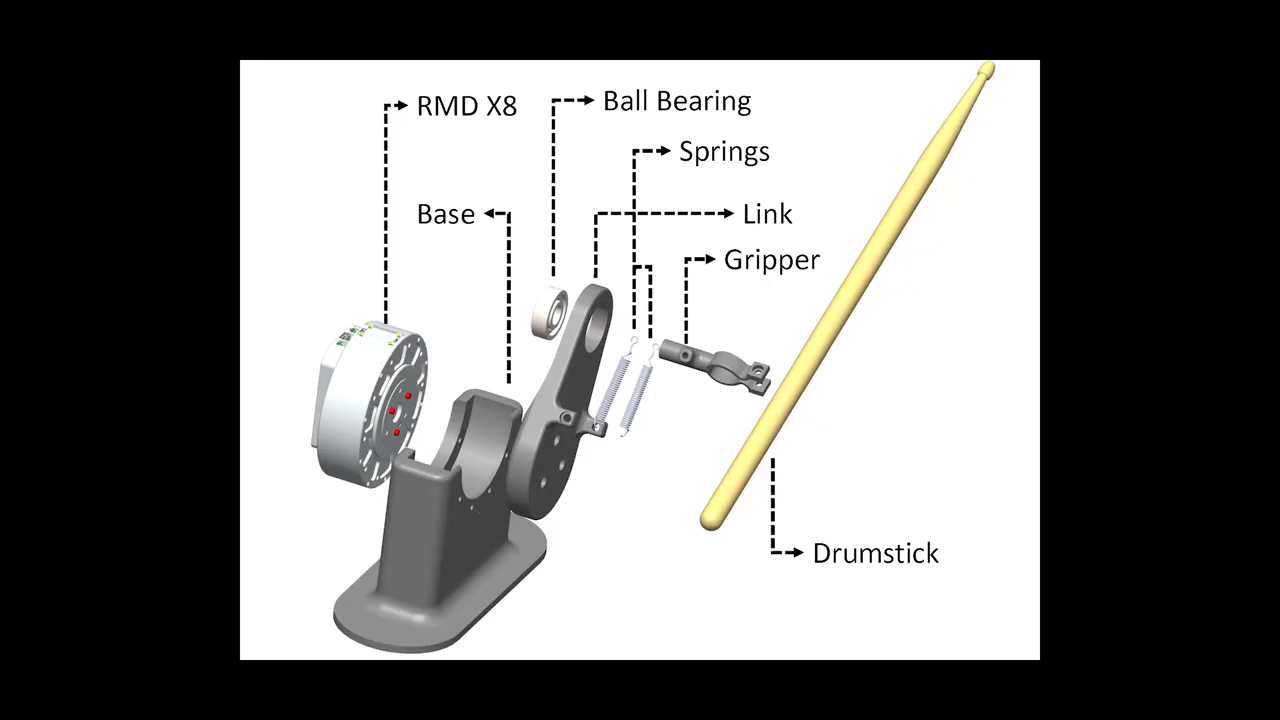 RMD X8
Ball Bearing
Springs
Base
Link
Gripper
Drumstick